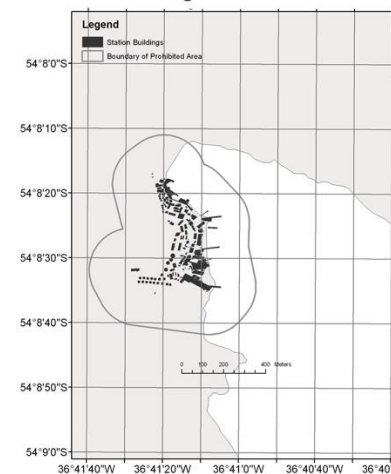 Legend
Station Buildings
Boundary of Prohibited Area
54°8'0"S
54°8'10"S
54°8'20"S
54°8'30"S
54°8'40"S
54°8'50"S
54°9'0"S
0 100 200 400 Meters
36°41'40"W 36°41'20"W 36°41'0"W 36°40'40"W 36°40